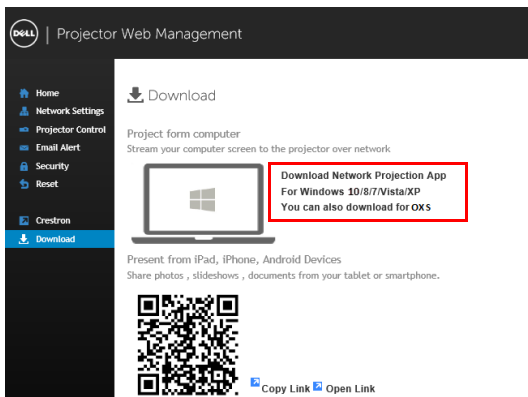 DELL | Projector Web Management
Home
Network Settings
Projector Control
Email Alert
Security
Reset
Crestron
Download
Download
Project form computer
Stream your computer screen to the projector over network
Download Network Projection App
For Windows 10/8/7/Vista/XP
You can also download for OXS
Present from iPad, iPhone, Android Devices
Share photos , slideshows , documents from your tablet or smartphone.
Copy Link Open Link